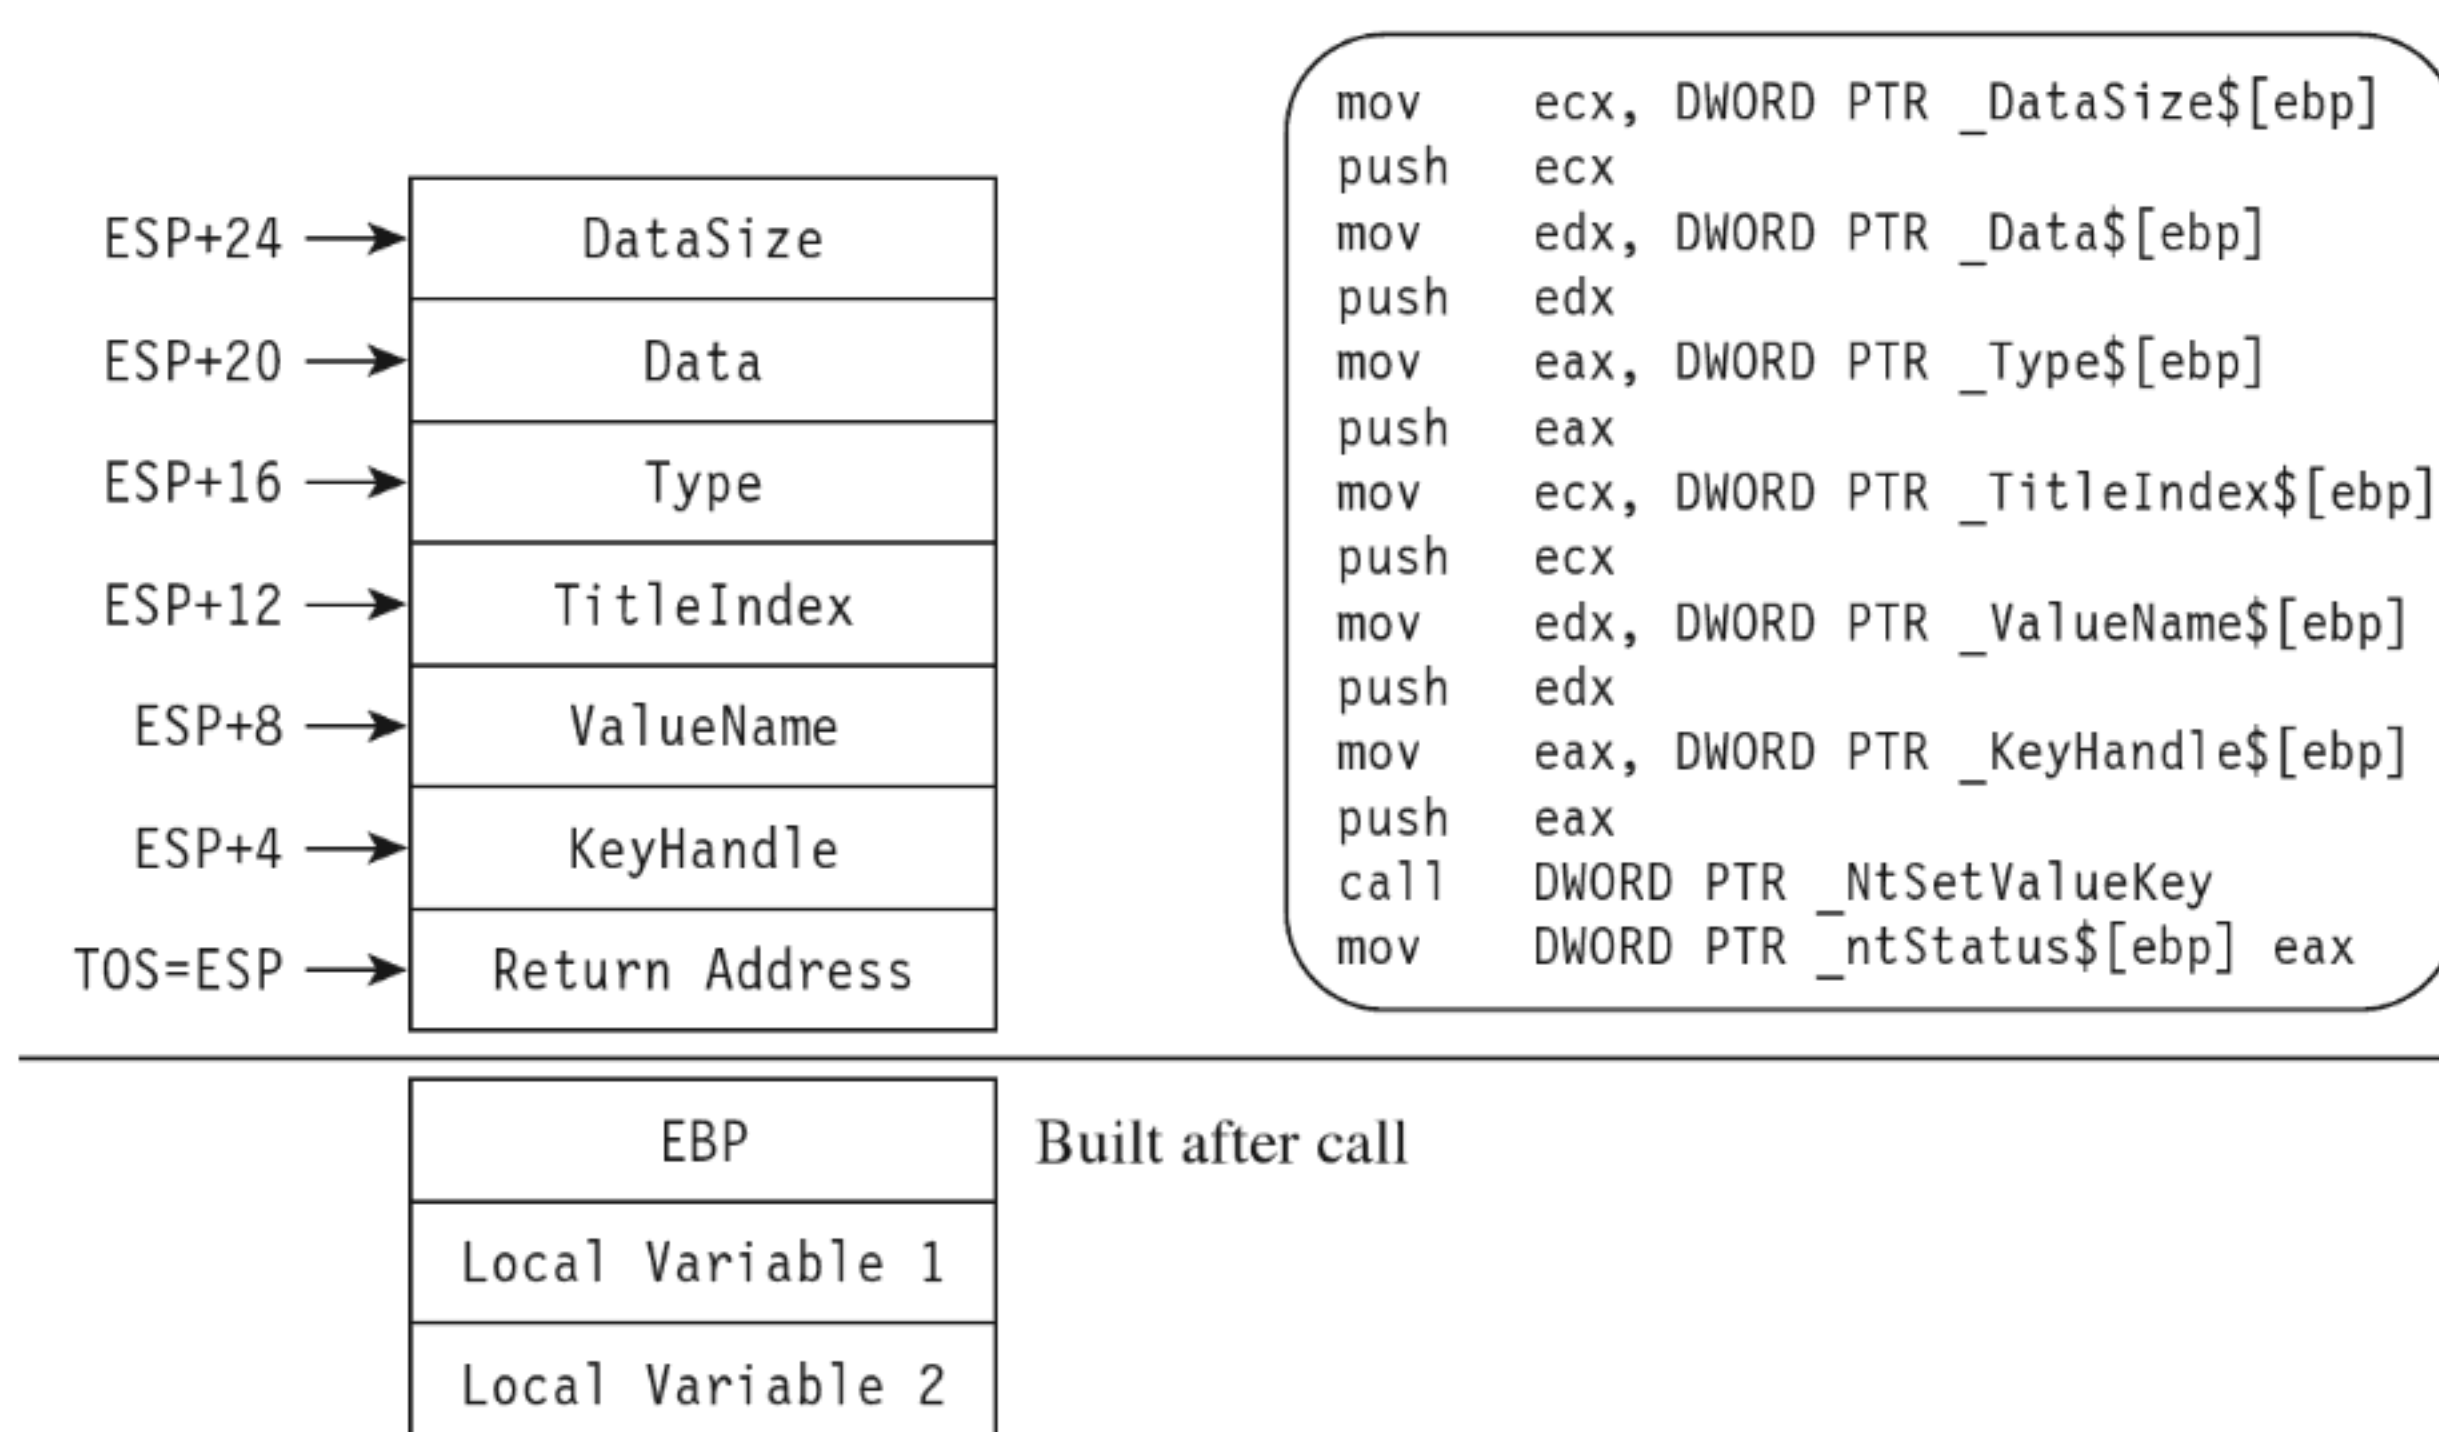 ESP+24 DataSize
ESP+20 Data
ESP+16 Type
ESP+12 TitleIndex
ESP+8 ValueName
ESP+4 KeyHandle
TOS=ESP Return Address
mov ecx, DWORD PTR _DataSize$[ebp]
push ecx
mov edx, DWORD PTR _Data$[ebp]
push edx
mov eax, DWORD PTR _Type$[ebp]
push eax
mov ecx, DWORD PTR _TitleIndex$[ebp]
push ecx
mov edx, DWORD PTR _ValueName$[ebp]
push edx
mov eax, DWORD PTR _KeyHandle$[ebp]
push eax
call DWORD PTR _NtSetValueKey
mov DWORD PTR _ntStatus$[ebp] eax
EBP Built after call
Local Variable 1
Local Variable 2